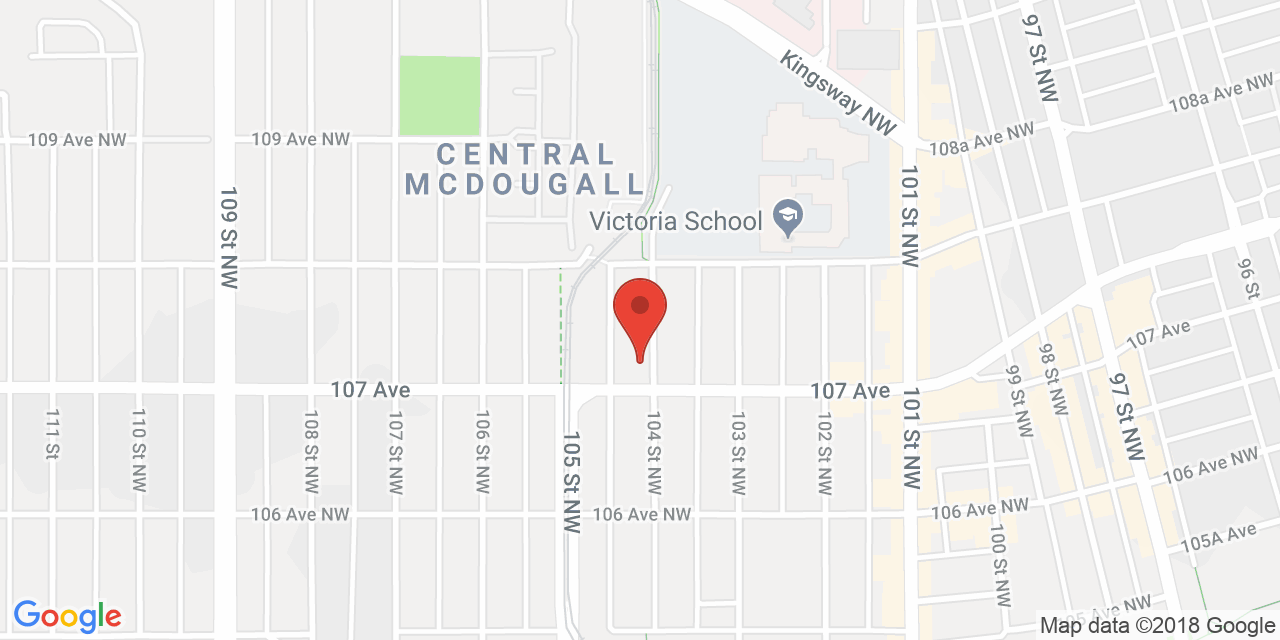 97 St NW
Kingsway NW
108a Ave NW
109 Ave NW
109 Ave NW
108a Ave NW
CENTRAL
MCDOUGALL
101 St NW
109 St NW
Victoria School
96 St
107 Ave
98 St NW
99 St NW
107 Ave
107 Ave
97 St NW
101 St NW
111 St
110 St NW
108 St NW
107 St NW
106 St NW
105 St NW
104 St NW
103 St NW
102 St NW
106 Ave NW
106 Ave NW
106 Ave NW
106 Ave NW
100 St NW
105A Ave
105 Ave NW
Google
Map data ©2018 Google